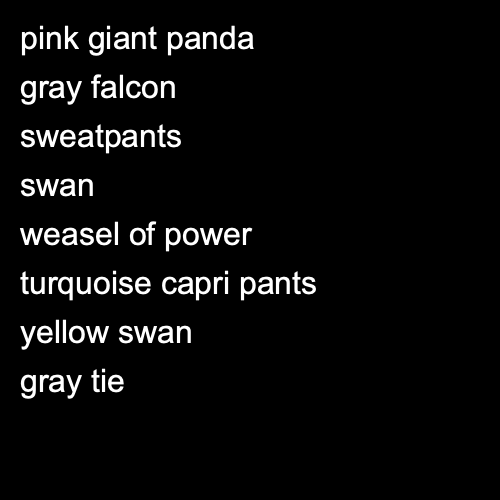 pink giant panda
gray falcon
sweatpants
swan
weasel of power
turquoise capri pants
yellow swan
gray tie